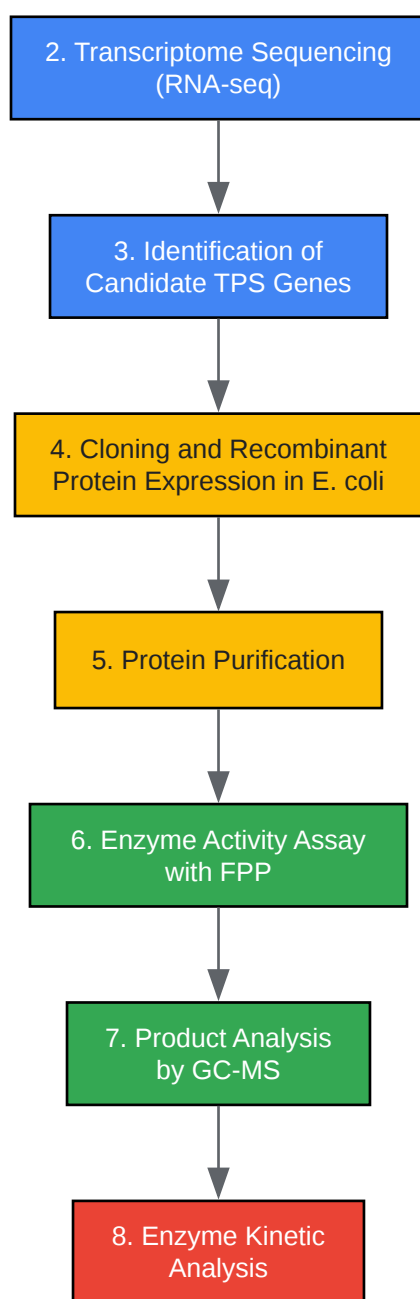 2. Transcriptome Sequencing
(RNA-seq)
3. Identification of
Candidate TPS Genes
4. Cloning and Recombinant
Protein Expression in E. coli
5. Protein Purification
6. Enzyme Activity Assay
with FPP
7. Product Analysis
by GC-MS
8. Enzyme Kinetic
Analysis